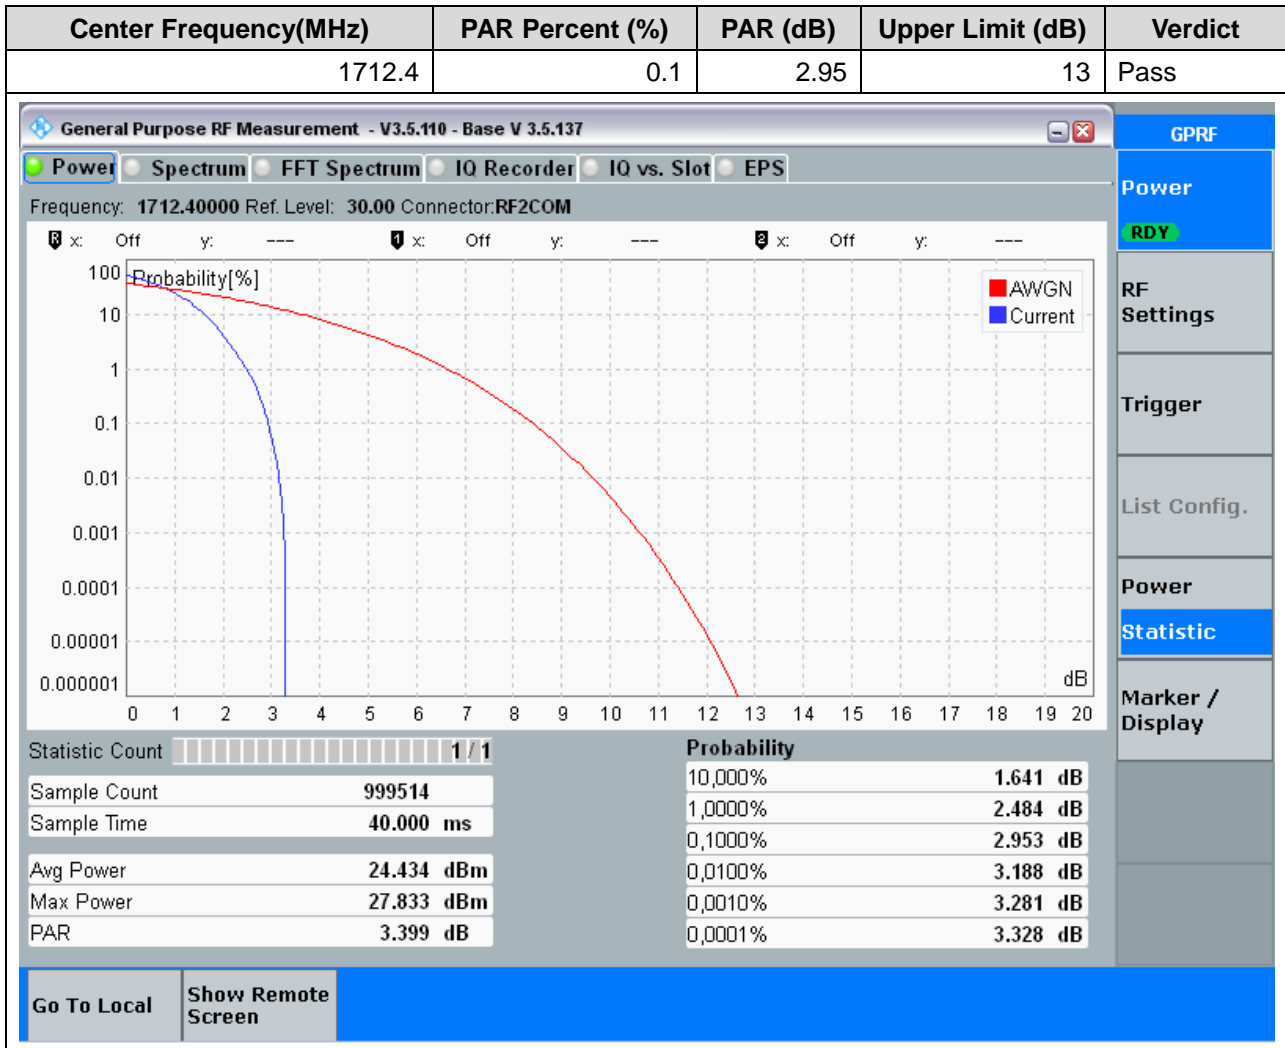 Center Frequency(MHz) PAR Percent (%) PAR (dB) Upper Limit (dB) Verdict
1712.4 0.1 2.95 13 Pass
General Purpose RF Measurement - V3.5.110 - Base V 3.5.137
GPRF
Power Spectrum FFT Spectrum IQ Recorder IQ vs. Slot EPS
Frequency: 1712.40000 Ref. Level: 30.00 Connector:RF2COM
R x: Off y: --- 1 x: Off y: --- 2 x: Off y: ---
Probability[%]
AWGN
Current
100
10
1
0.1
0.01
0.001
0.0001
0.00001
0.000001
dB
0 1 2 3 4 5 6 7 8 9 10 11 12 13 14 15 16 17 18 19 20
Statistic Count 1 / 1
Sample Count 999514
Sample Time 40.000 ms
Avg Power 24.434 dBm
Max Power 27.833 dBm
PAR 3.399 dB
Probability
10,000% 1.641 dB
1,0000% 2.484 dB
0,1000% 2.953 dB
0,0100% 3.188 dB
0,0010% 3.281 dB
0,0001% 3.328 dB
Power
RDY
RF
Settings
Trigger
List Config.
Power
Statistic
Marker /
Display
Go To Local
Show Remote
Screen